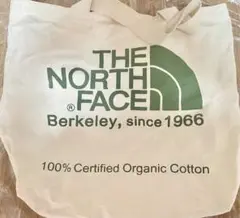 THE
NORTH
FACE
®
Berkeley, since 1966
100% Certified Organic Cotton